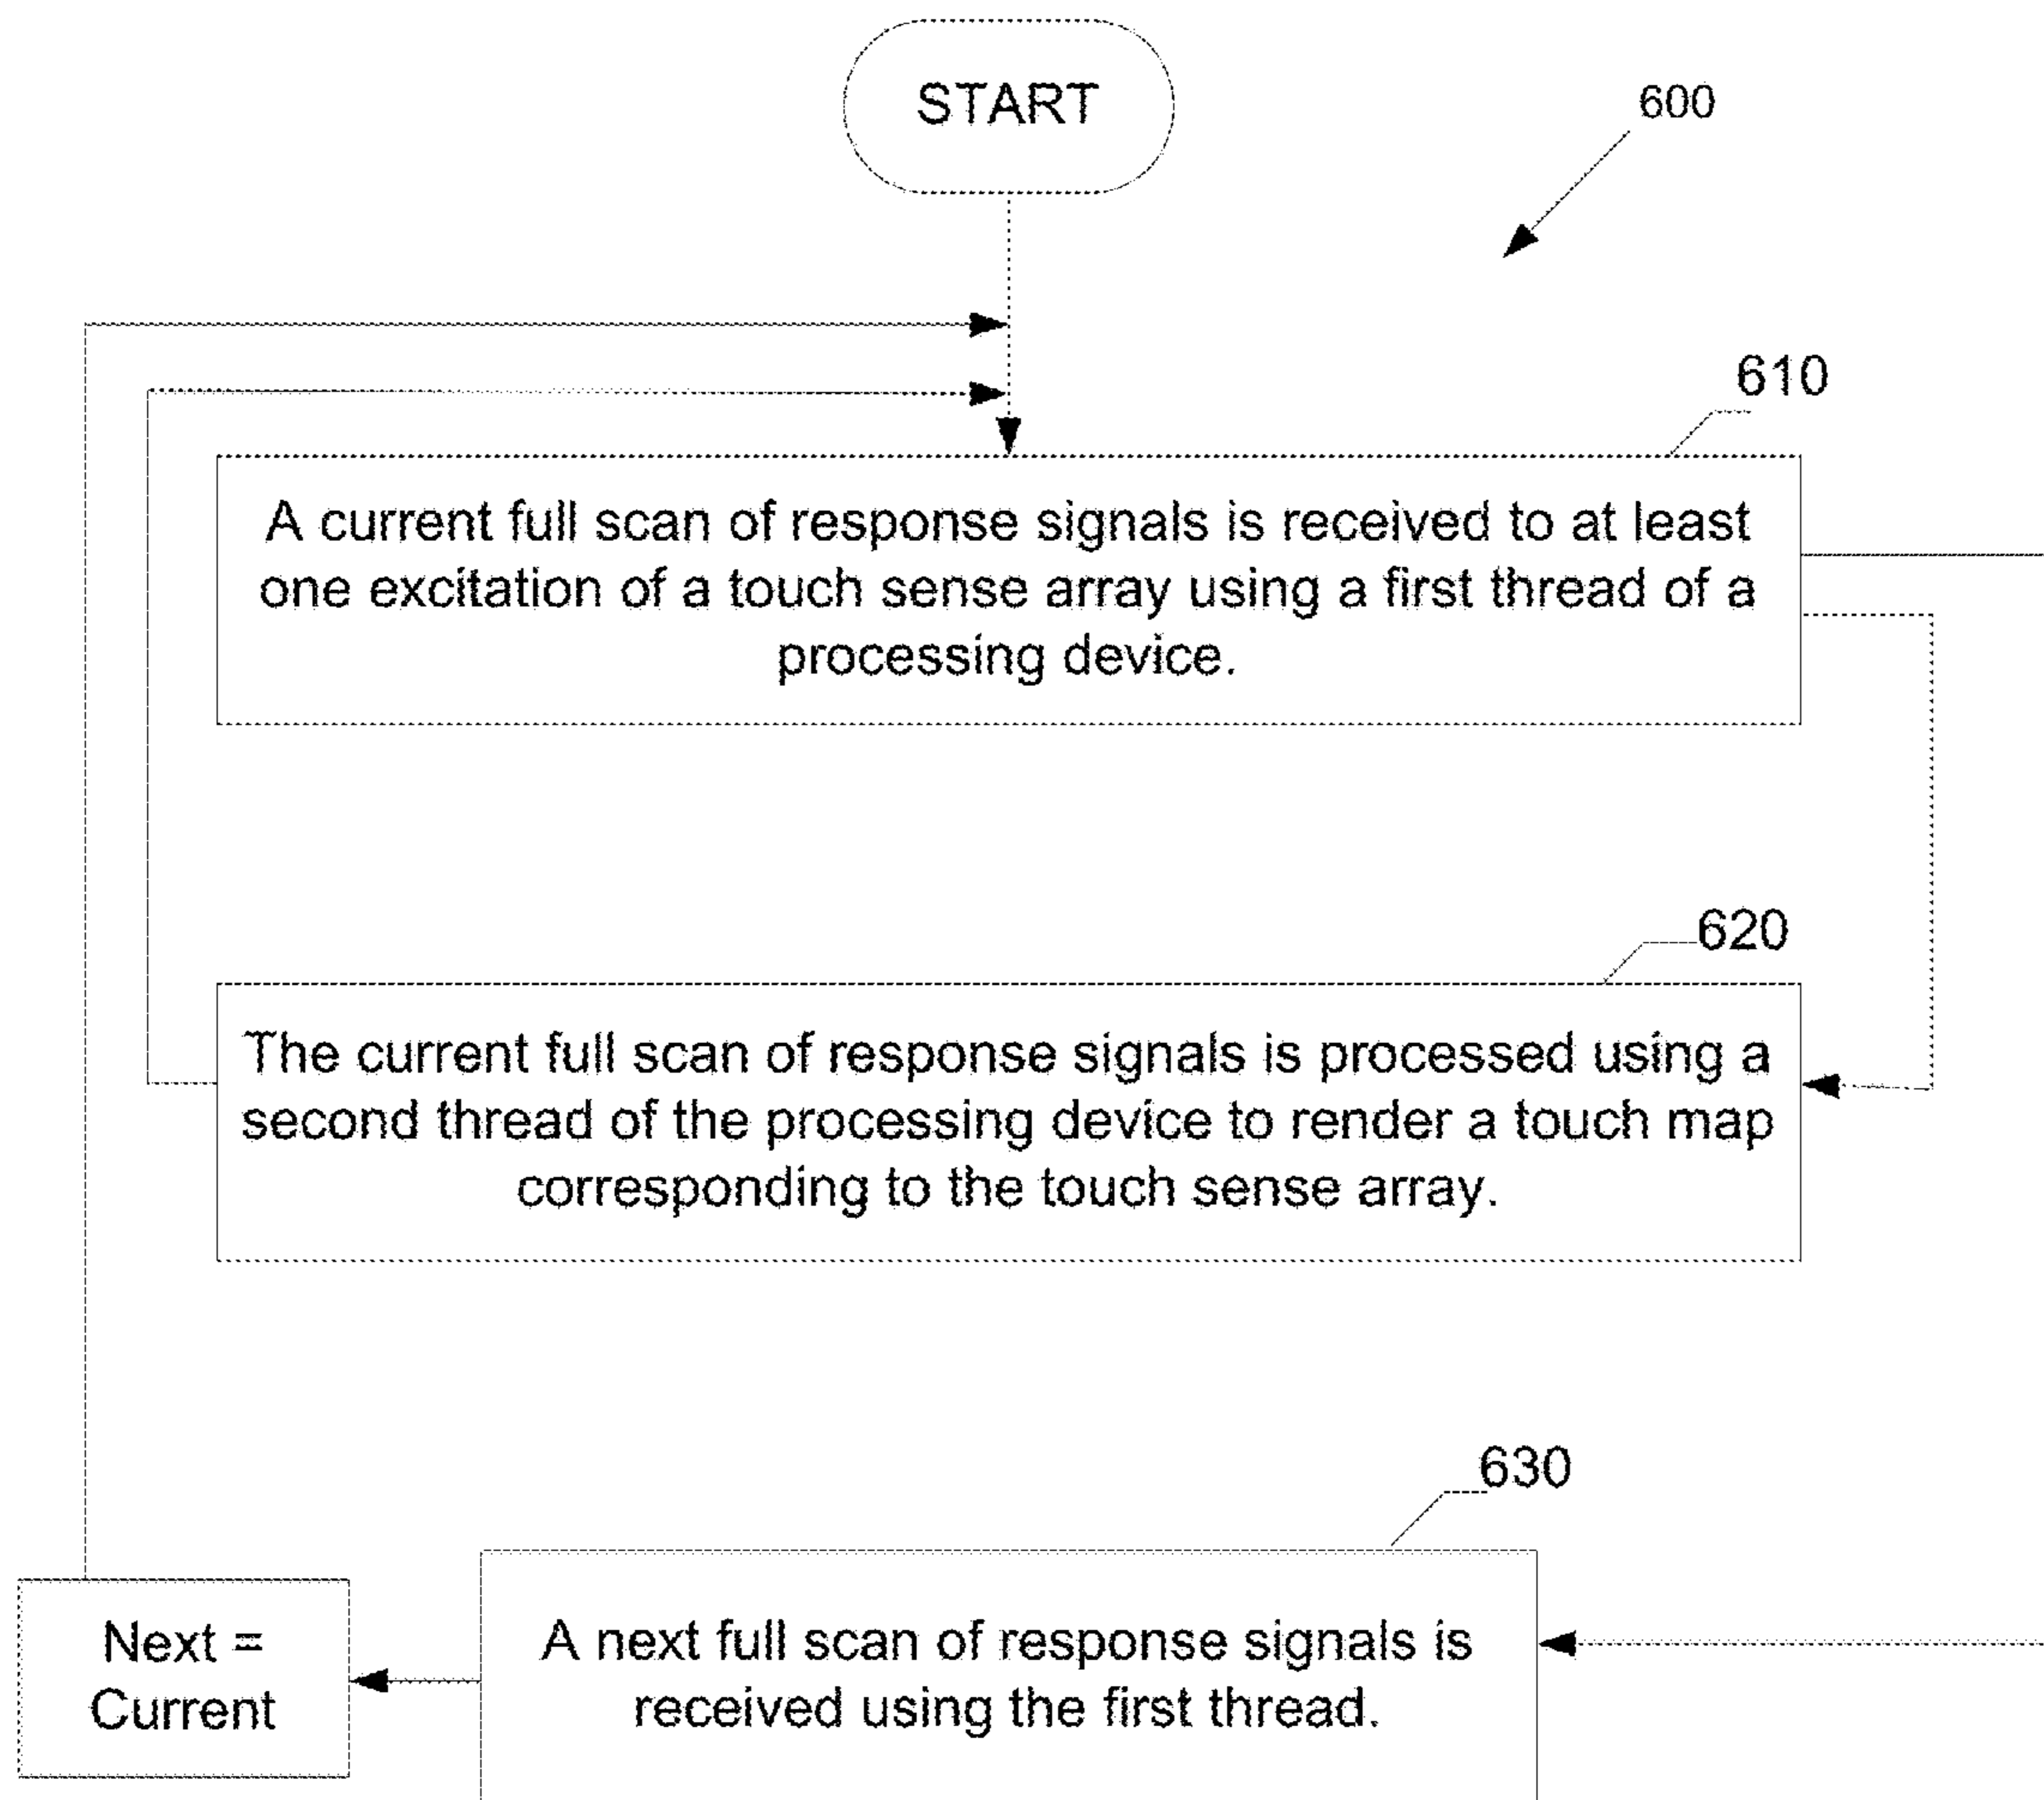 START
600
610
A current full scan of response signals is received to at least
one excitation of a touch sense array using a first thread of a
processing device.
620
The current full scan of response signals is processed using a
second thread of the processing device to render a touch map
corresponding to the touch sense array.
630
Next =
Current
A next full scan of response signals is
received using the first thread.